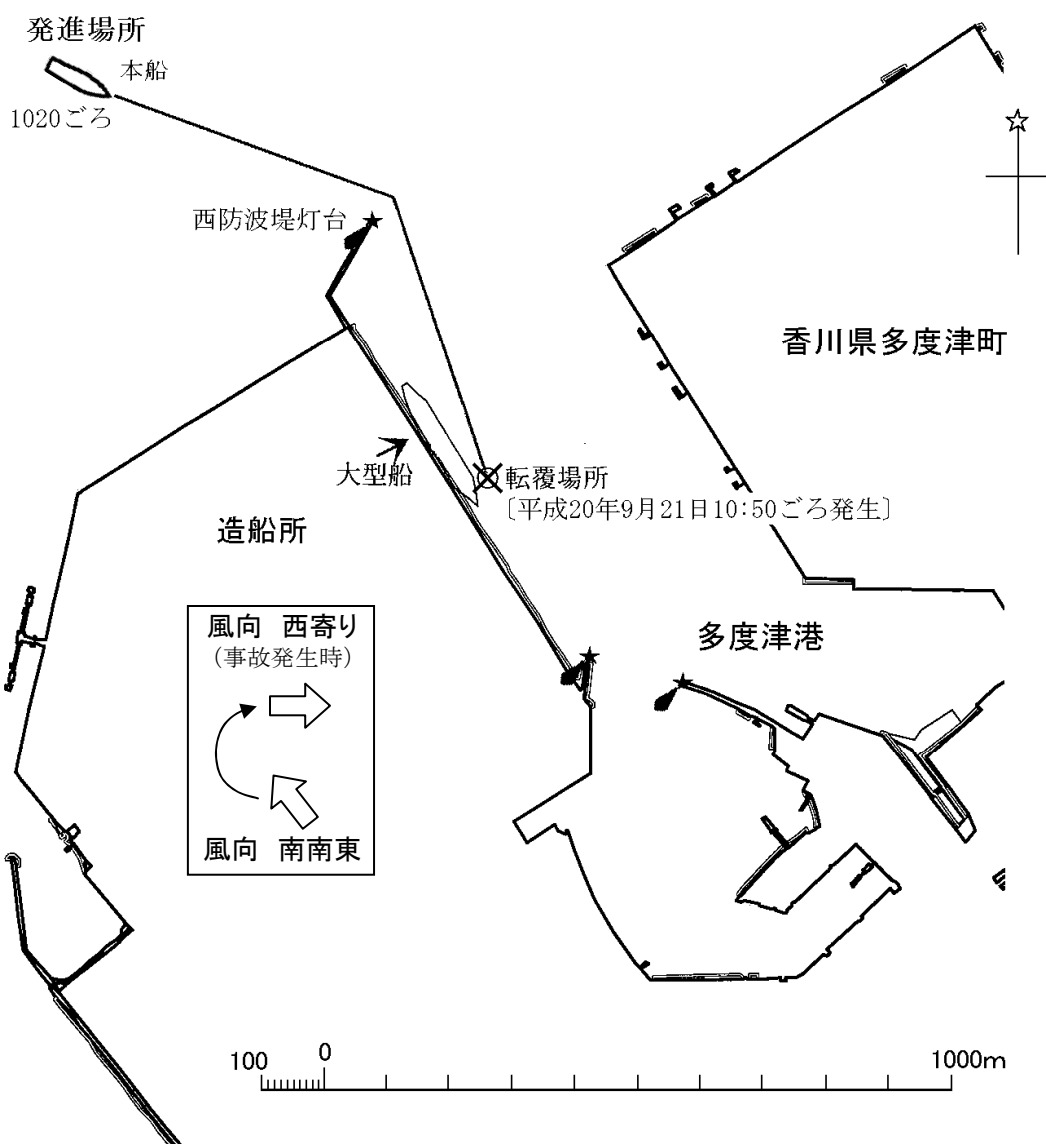 発進場所
本船
1020ごろ
西防波堤灯台
香川県多度津町
大型船
転覆場所
〔平成20年9月21日10:50ごろ発生〕
造船所
風向 西寄り
(事故発生時)
多度津港
風向 南南東
100 0 1000m